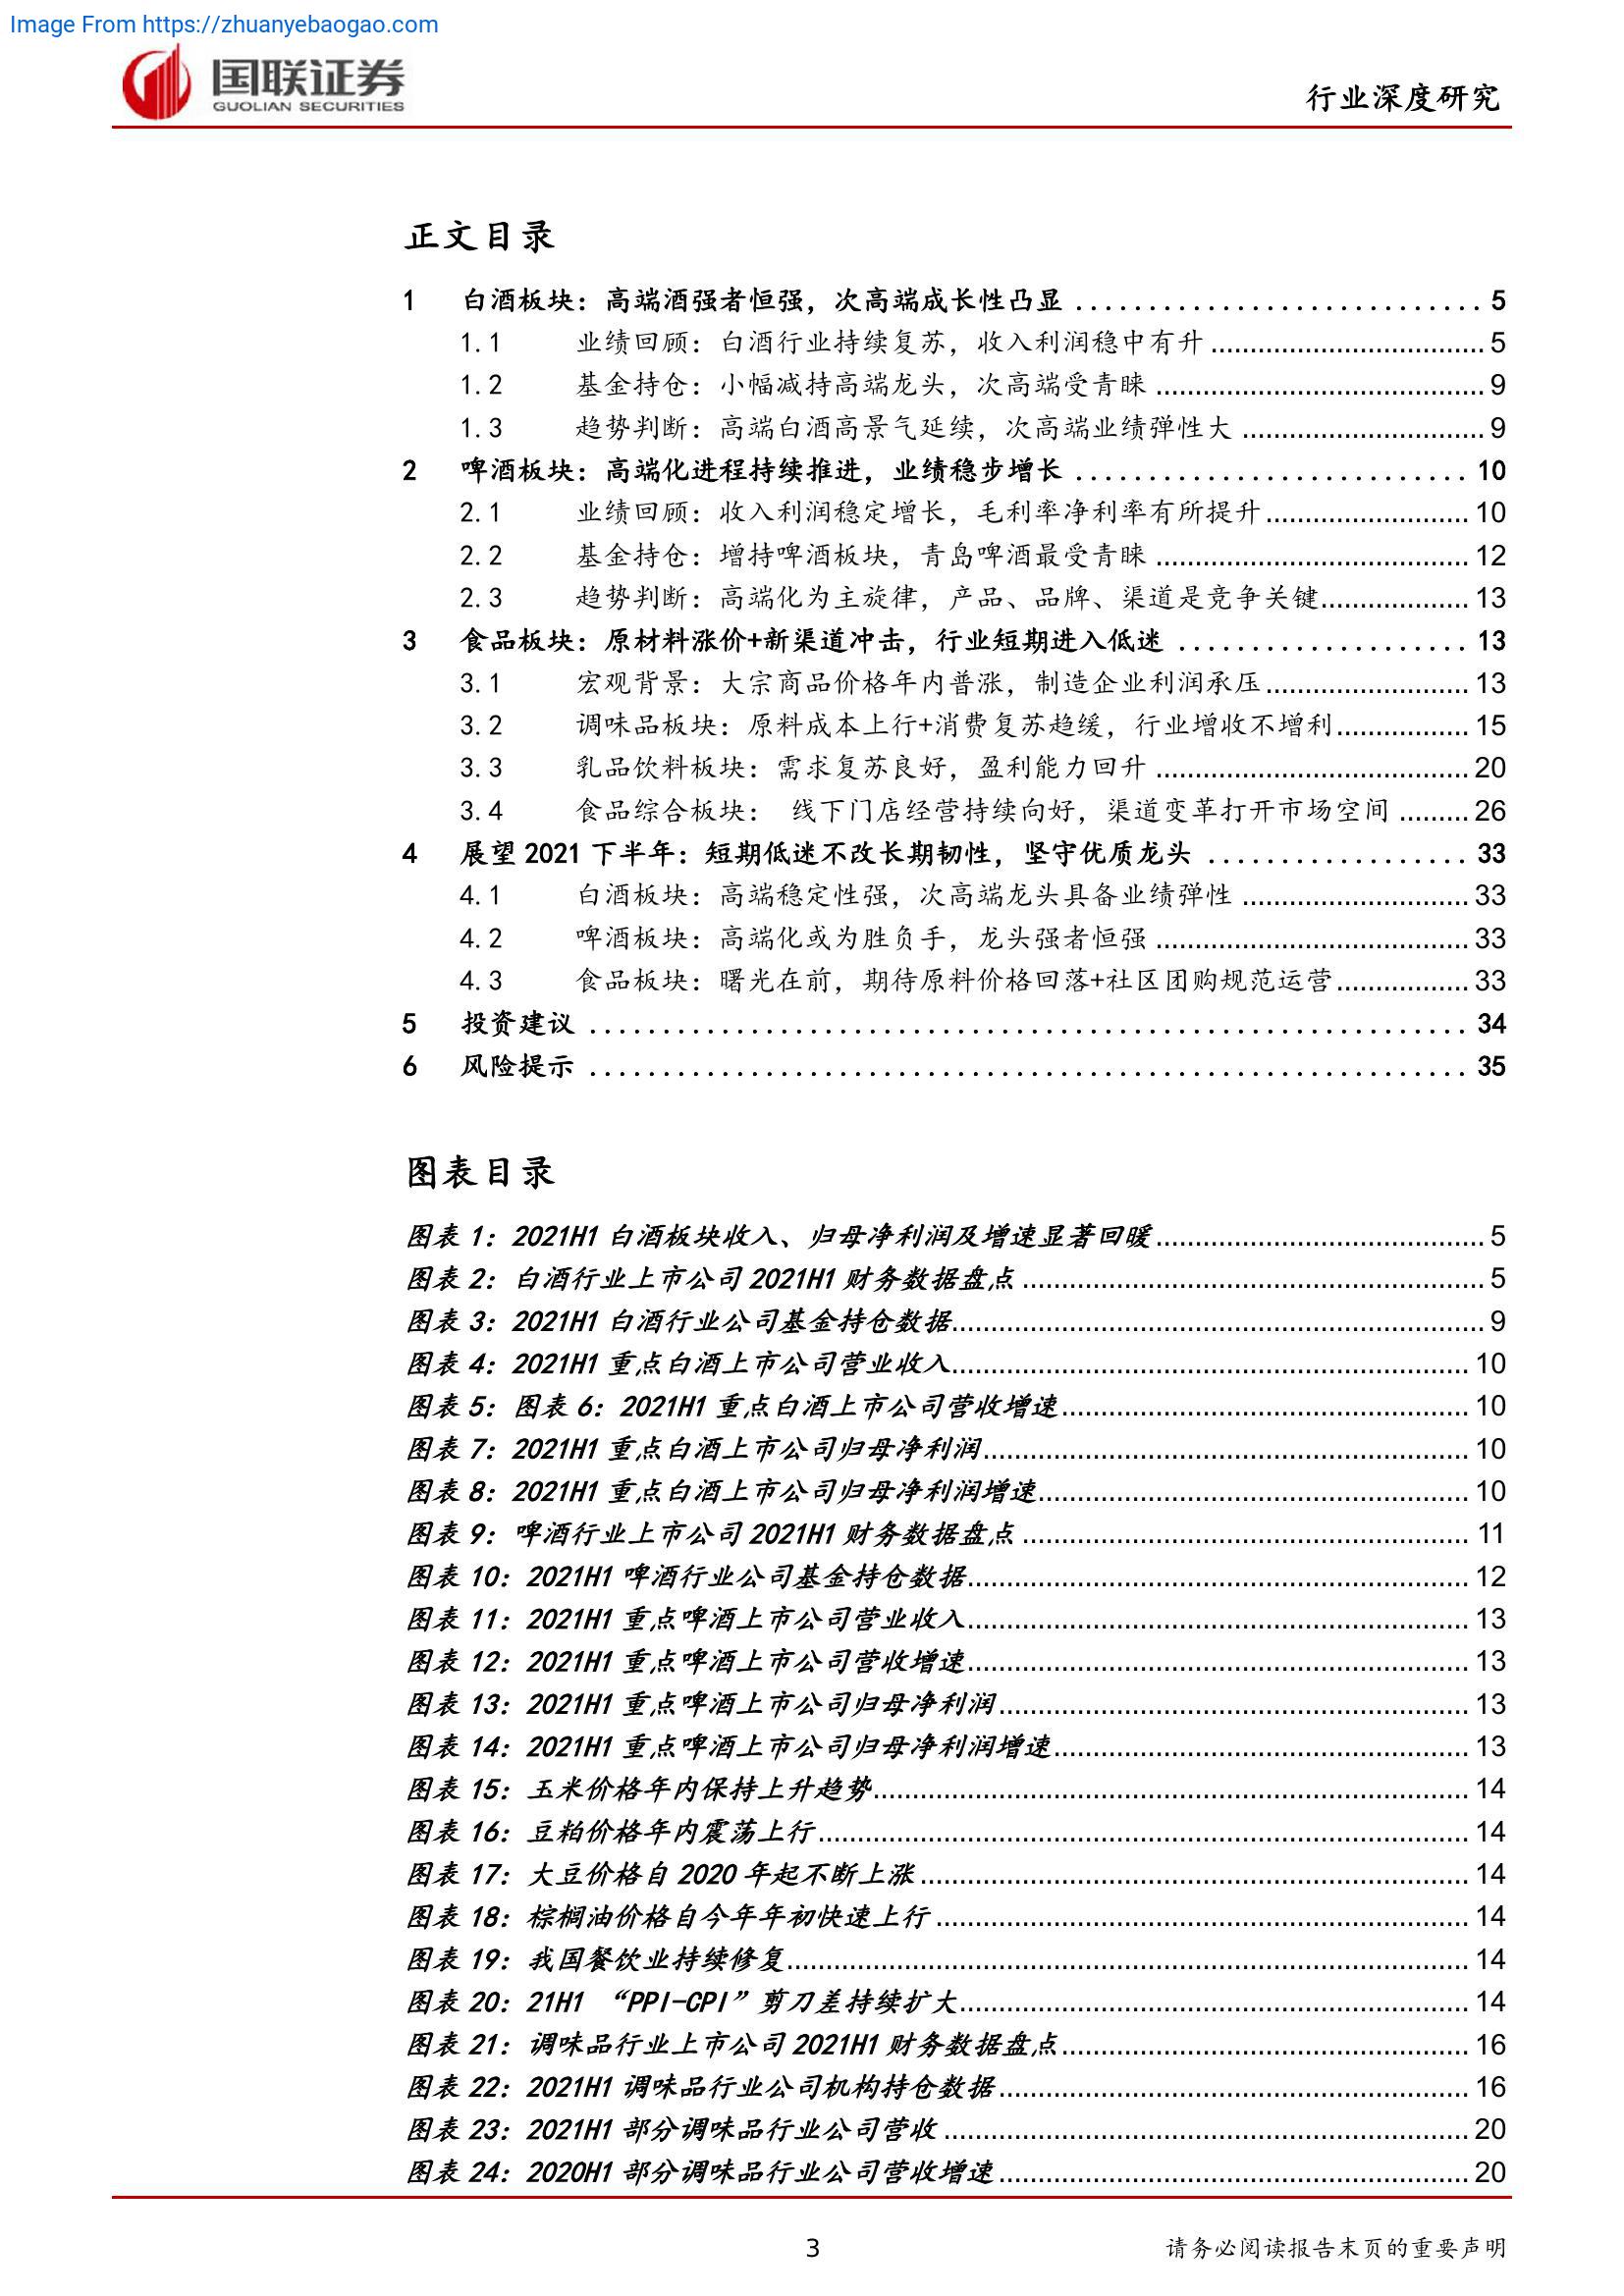 Image From https://zhuanyebaogao.com
国联证券
GUOLIAN SECURITIES
行业深度研究
正文目录
1 白酒板块：高端酒强者恒强，次高端成长性凸显 ............................ 5
1.1 业绩回顾：白酒行业持续复苏，收入利润稳中有升 ................................... 5
1.2 基金持仓：小幅减持高端龙头，次高端受青睐 .......................................... 9
1.3 趋势判断：高端白酒高景气延续，次高端业绩弹性大 ............................... 9
2 啤酒板块：高端化进程持续推进，业绩稳步增长 ........................... 10
2.1 业绩回顾：收入利润稳定增长，毛利率净利率有所提升 .......................... 10
2.2 基金持仓：增持啤酒板块，青岛啤酒最受青睐 ........................................ 12
2.3 趋势判断：高端化为主旋律，产品、品牌、渠道是竞争关键................... 13
3 食品板块：原材料涨价+新渠道冲击，行业短期进入低迷 .................... 13
3.1 宏观背景：大宗商品价格年内普涨，制造企业利润承压.......................... 13
3.2 调味品板块：原料成本上行+消费复苏趋缓，行业增收不增利................. 15
3.3 乳品饮料板块：需求复苏良好，盈利能力回升 ........................................ 20
3.4 食品综合板块： 线下门店经营持续向好，渠道变革打开市场空间 ......... 26
4 展望 2021 下半年：短期低迷不改长期韧性，坚守优质龙头 .................. 33
4.1 白酒板块：高端稳定性强，次高端龙头具备业绩弹性 ............................. 33
4.2 啤酒板块：高端化或为胜负手，龙头强者恒强 ........................................ 33
4.3 食品板块：曙光在前，期待原料价格回落+社区团购规范运营................. 33
5 投资建议 ............................................................ 34
6 风险提示 ............................................................ 35
图表目录
图表 1：2021H1 白酒板块收入、归母净利润及增速显著回暖.......................................... 5
图表 2：白酒行业上市公司 2021H1 财务数据盘点 ........................................................... 5
图表 3：2021H1 白酒行业公司基金持仓数据.................................................................... 9
图表 4：2021H1 重点白酒上市公司营业收入.................................................................. 10
图表 5：图表 6：2021H1 重点白酒上市公司营收增速.................................................... 10
图表 7：2021H1 重点白酒上市公司归母净利润.............................................................. 10
图表 8：2021H1 重点白酒上市公司归母净利润增速....................................................... 10
图表 9：啤酒行业上市公司 2021H1 财务数据盘点 ......................................................... 11
图表 10：2021H1 啤酒行业公司基金持仓数据................................................................ 12
图表 11：2021H1 重点啤酒上市公司营业收入................................................................ 13
图表 12：2021H1 重点啤酒上市公司营收增速................................................................ 13
图表 13：2021H1 重点啤酒上市公司归母净利润............................................................ 13
图表 14：2021H1 重点啤酒上市公司归母净利润增速..................................................... 13
图表 15：玉米价格年内保持上升趋势............................................................................ 14
图表 16：豆粕价格年内震荡上行................................................................................... 14
图表 17：大豆价格自 2020 年起不断上涨 ...................................................................... 14
图表 18：棕榈油价格自今年年初快速上行 .................................................................... 14
图表 19：我国餐饮业持续修复....................................................................................... 14
图表 20：21H1 “PPI-CPI”剪刀差持续扩大................................................................. 14
图表 21：调味品行业上市公司 2021H1 财务数据盘点.................................................... 16
图表 22：2021H1 调味品行业公司机构持仓数据............................................................ 16
图表 23：2021H1 部分调味品行业公司营收 ................................................................... 20
图表 24：2020H1 部分调味品行业公司营收增速............................................................ 20
3
请务必阅读报告末页的重要声明